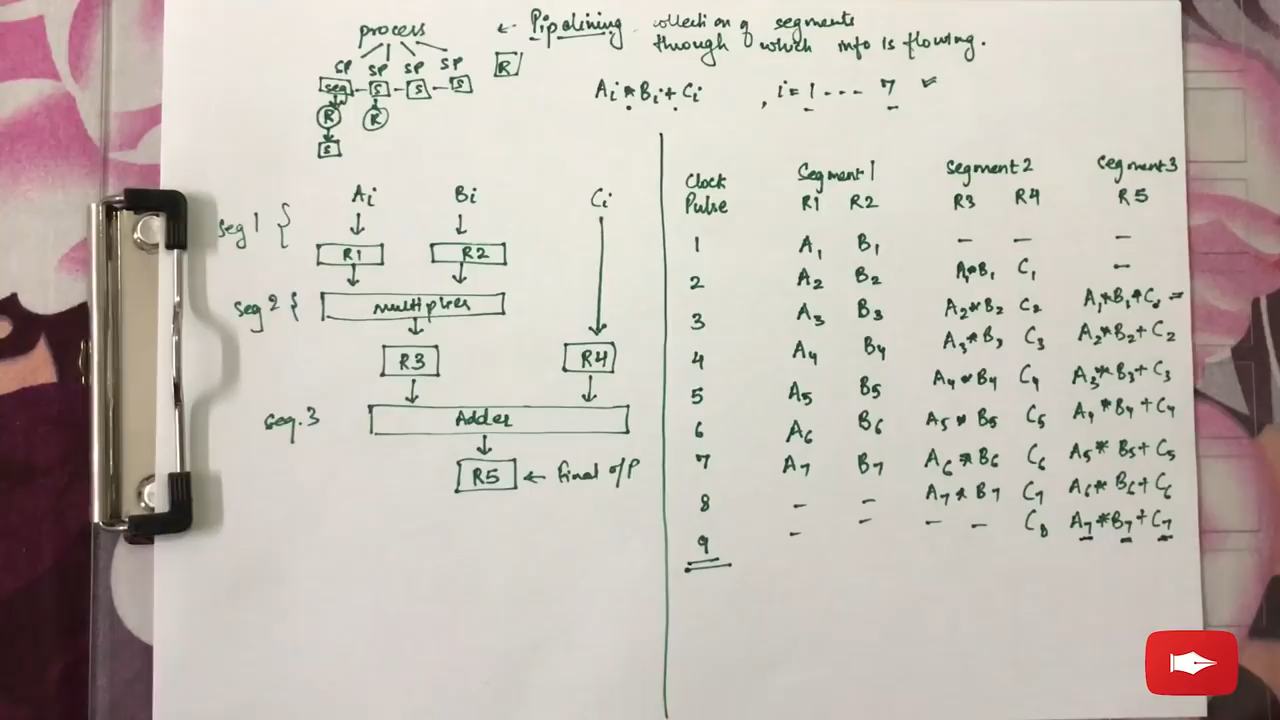 process
← Pipelining collection of segments
through which info is flowing.
SP SP SP SP
seg S S S
R
R R
S
Ai * Bi + Ci , i = 1 --- 7
Ai Bi Ci
seg 1 {
R1 R2
seg 2 {
multiplier
R3 R4
seg. 3
Adder
R5 ← Final O/P
Clock Pulse
Segment 1 Segment 2 Segment 3
R1 R2 R3 R4 R5
1 A1 B1 — — —
2 A2 B2 A1*B1 C1 —
3 A3 B3 A2*B2 C2 A1*B1+C1
4 A4 B4 A3*B3 C3 A2*B2+C2
5 A5 B5 A4*B4 C4 A3*B3+C3
6 A6 B6 A5*B5 C5 A4*B4+C4
7 A7 B7 A6*B6 C6 A5*B5+C5
8 — — A7*B7 C7 A6*B6+C6
9 — — — — C8 A7*B7+C7